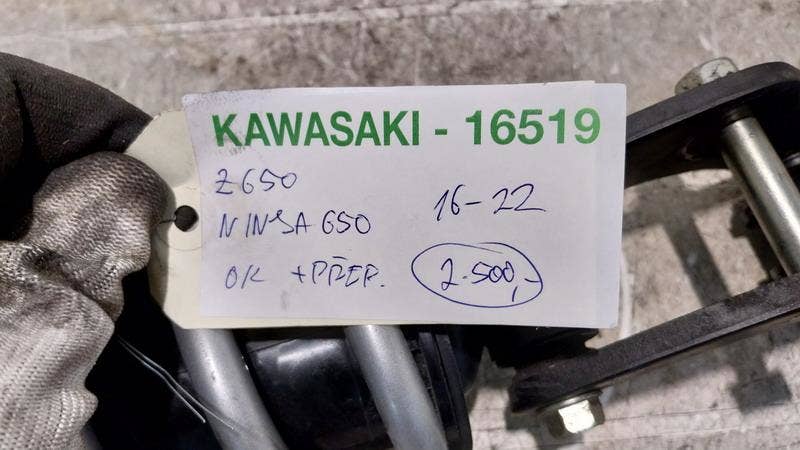 KAWASAKI - 16519
Z650
NINJA 650 16-22
OK +PŘEP. 2.500,-